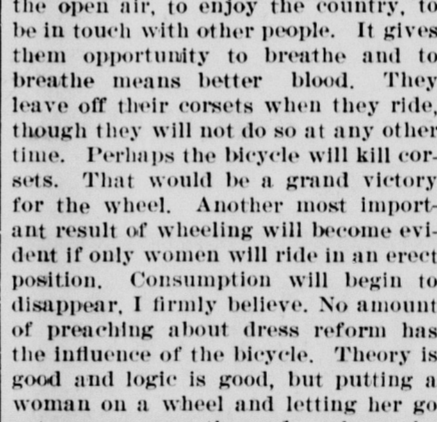 the open air, to enjoy the country, to
be in touch with other people. It gives
them opportunity to breathe and to
breathe means better blood. They
leave off their corsets when they ride,
though they will not do so at any other
time. Perhaps the bicycle will kill cor-
sets. That would be a grand victory
for the wheel. Another most import-
ant result of wheeling will become evi-
dent if only women will ride in an erect
position. Consumption will begin to
disappear, I firmly believe. No amount
of preaching about dress reform has
the influence of the bicycle. Theory is
good and logic is good, but putting a
woman on a wheel and letting her go